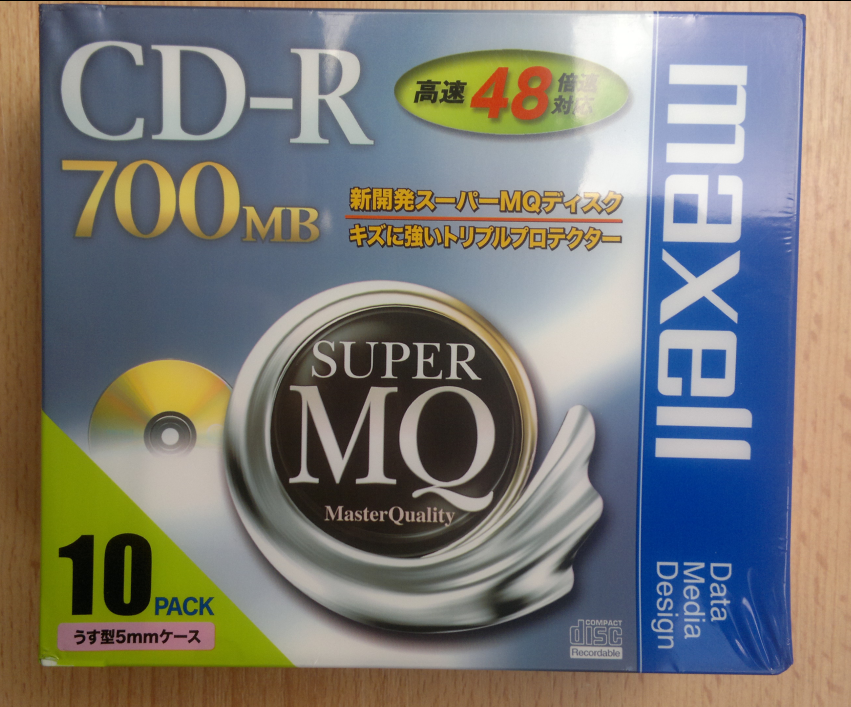 CD-R
700MB
高速48倍速
対応
新開発スーパーMQディスク
キズに強いトリプルプロテクター
SUPER
MQ
MasterQuality
10PACK
うす型5mmケース
COMPACT
disc
Recordable
maxell
Data
Media
Design